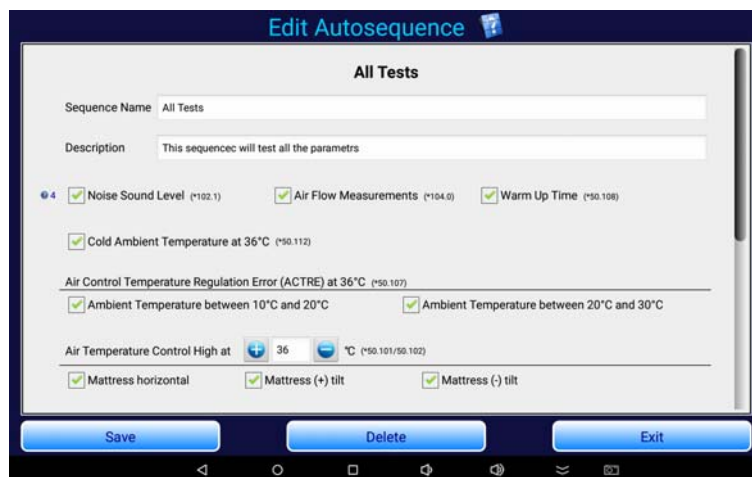 Edit Autosequence
All Tests
Sequence Name All Tests
Description This sequencec will test all the parametrs
4 Noise Sound Level (*102.1) Air Flow Measurements (*104.0) Warm Up Time (*50.108)
Cold Ambient Temperature at 36°C (*50.112)
Air Control Temperature Regulation Error (ACTRE) at 36°C (*50.107)
Ambient Temperature between 10°C and 20°C Ambient Temperature between 20°C and 30°C
Air Temperature Control High at 36 °C (*50.101/50.102)
Mattress horizontal Mattress (+) tilt Mattress (-) tilt
Save Delete Exit